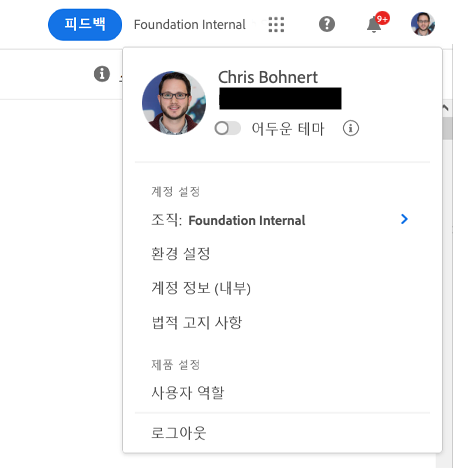 피드백 Foundation Internal 9+
Chris Bohnert
어두운 테마
계정 설정
조직: Foundation Internal
환경 설정
계정 정보 (내부)
법적 고지 사항
제품 설정
사용자 역할
로그아웃